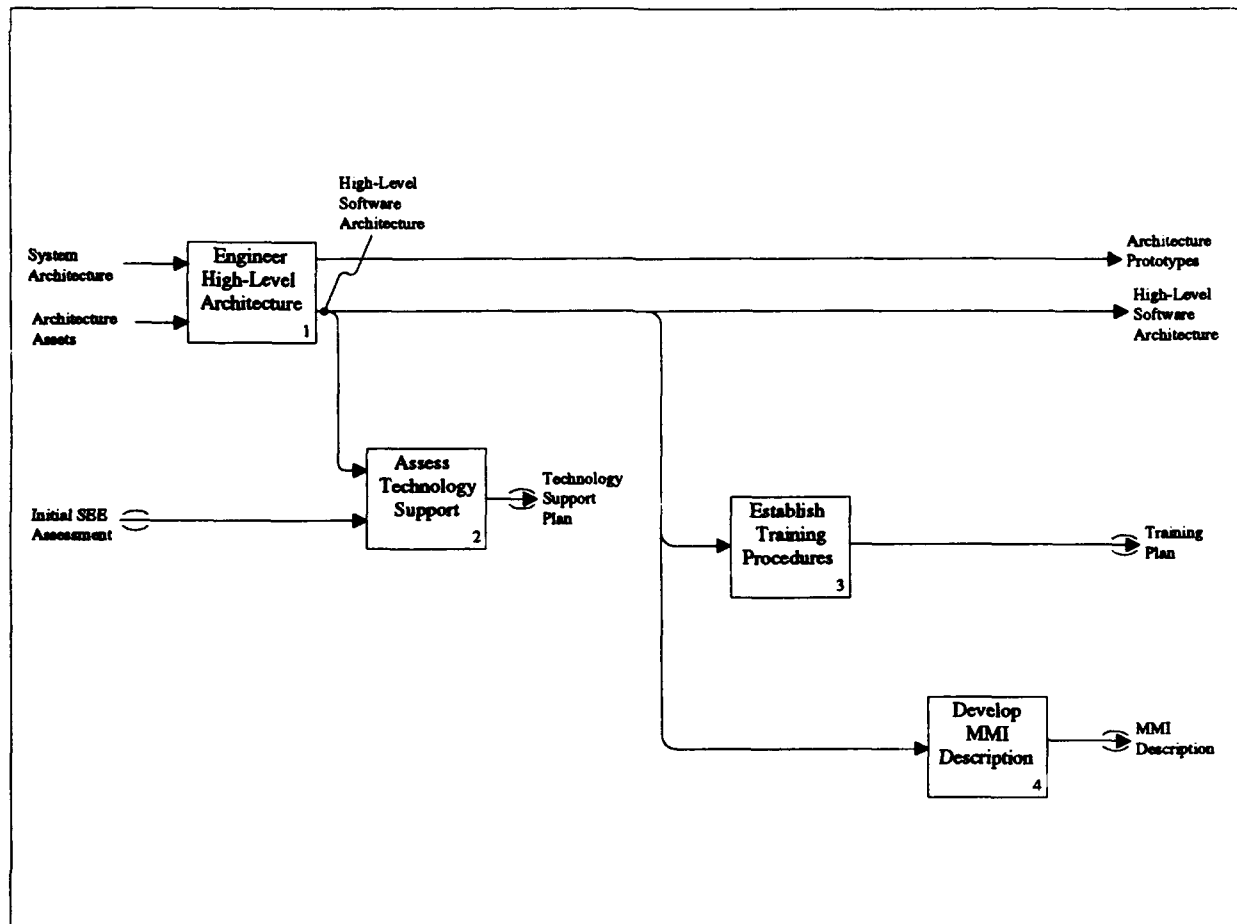 High-Level
Software
Architecture
System
Architecture
Architecture
Assets
Engineer
High-Level
Architecture
1
Architecture
Prototypes
High-Level
Software
Architecture
Initial SEE
Assessment
Assess
Technology
Support
2
Technology
Support
Plan
Establish
Training
Procedures
3
Training
Plan
Develop
MMI
Description
4
MMI
Description